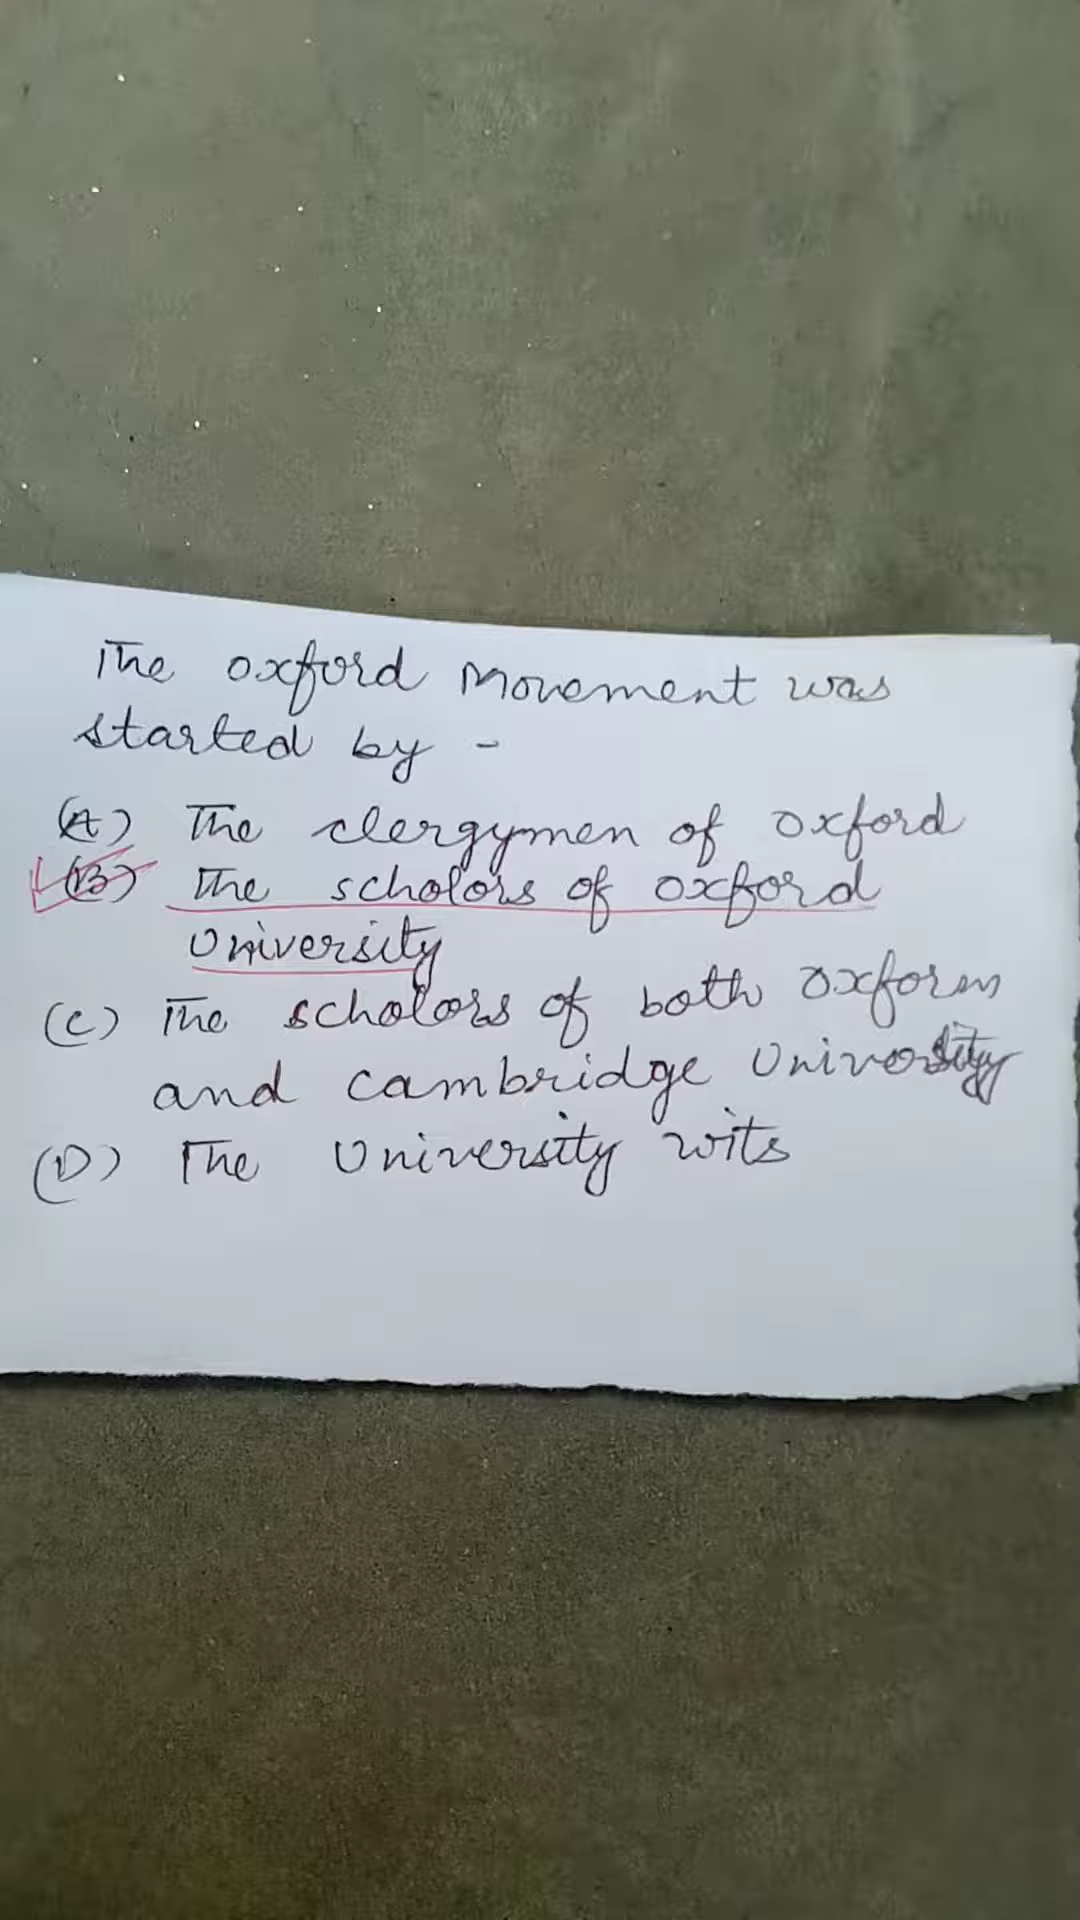 The oxford Movement was
started by -
(A) The clergymen of oxford
(B) The scholors of oxford
University
(C) The scholors of both oxform
and cambridge University
(D) The University wits